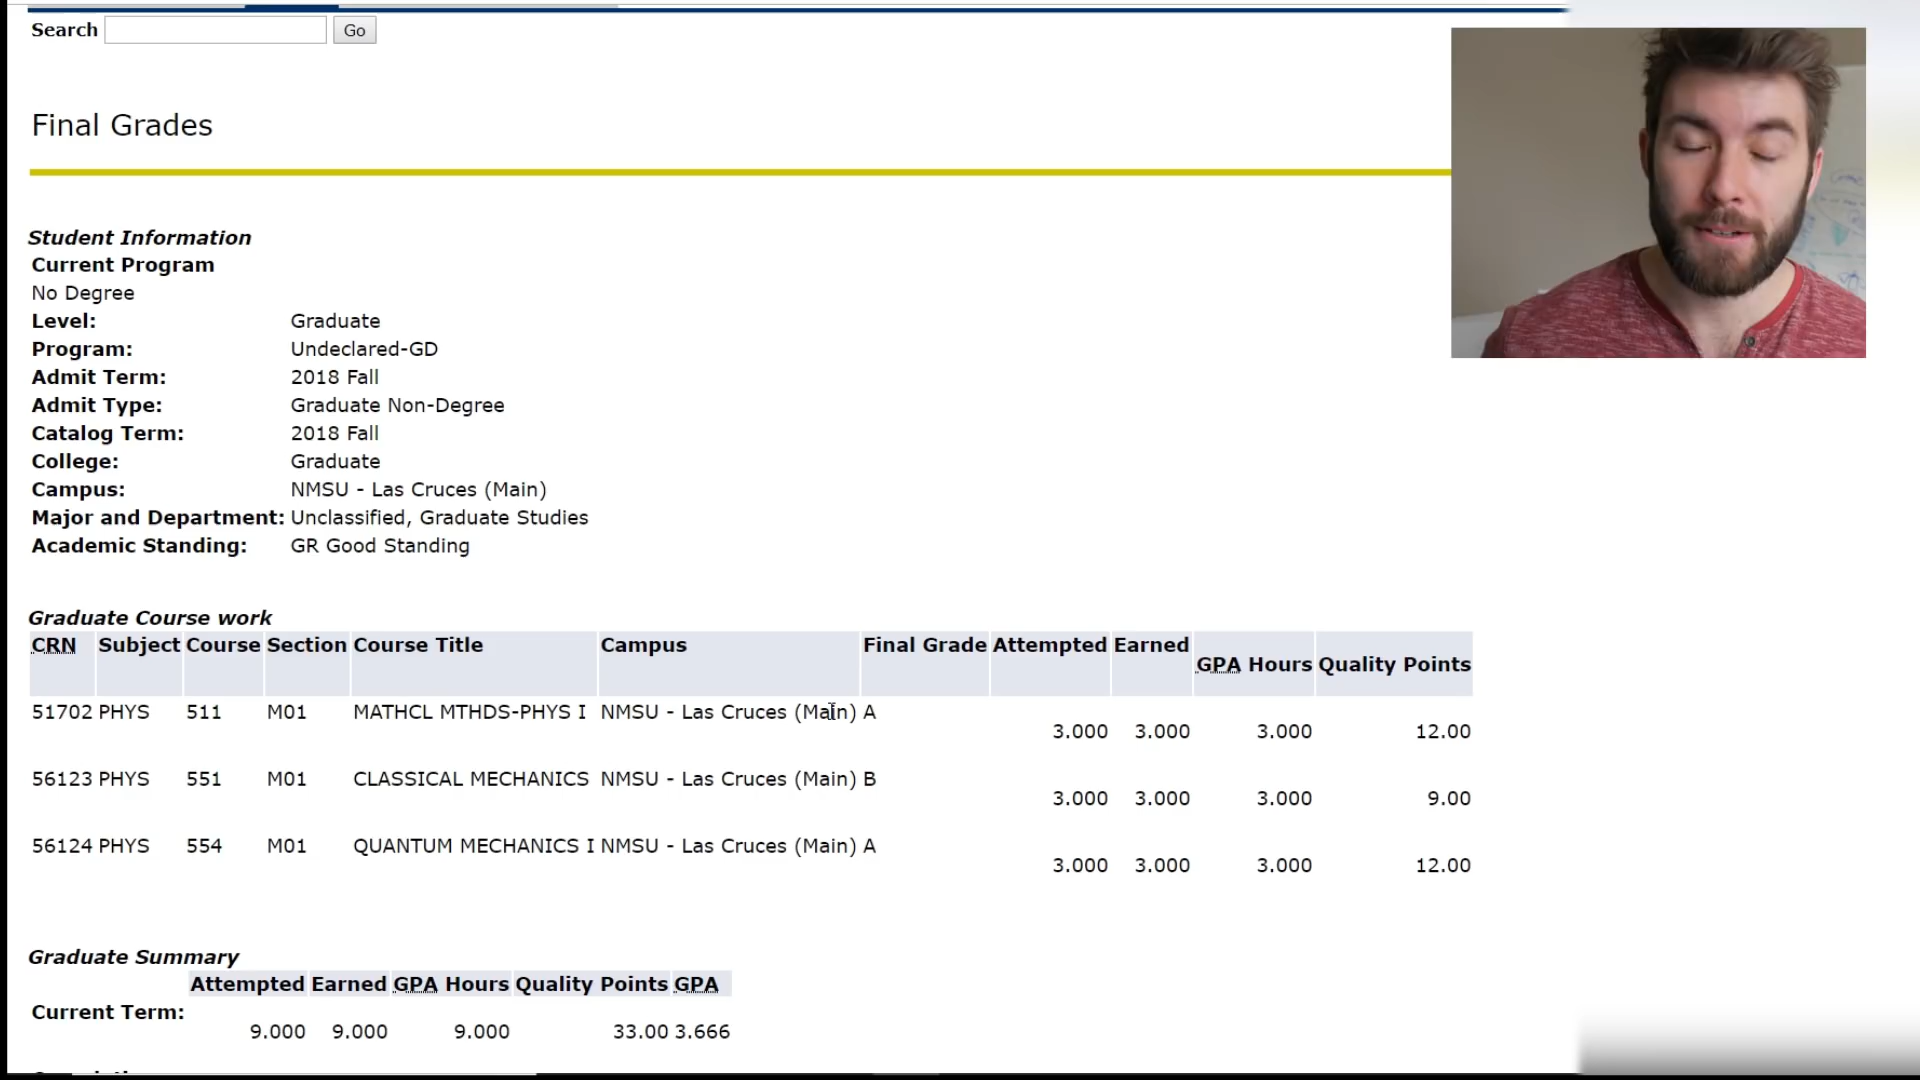 Search Go
Final Grades
Student Information
Current Program
No Degree
Level: Graduate
Program: Undeclared-GD
Admit Term: 2018 Fall
Admit Type: Graduate Non-Degree
Catalog Term: 2018 Fall
College: Graduate
Campus: NMSU - Las Cruces (Main)
Major and Department: Unclassified, Graduate Studies
Academic Standing: GR Good Standing
Graduate Course work
CRN Subject Course Section Course Title Campus Final Grade Attempted Earned GPA Hours Quality Points
51702 PHYS 511 M01 MATHCL MTHDS-PHYS I NMSU - Las Cruces (Main) A 3.000 3.000 3.000 12.00
56123 PHYS 551 M01 CLASSICAL MECHANICS NMSU - Las Cruces (Main) B 3.000 3.000 3.000 9.00
56124 PHYS 554 M01 QUANTUM MECHANICS I NMSU - Las Cruces (Main) A 3.000 3.000 3.000 12.00
Graduate Summary
Attempted Earned GPA Hours Quality Points GPA
Current Term: 9.000 9.000 9.000 33.00 3.666